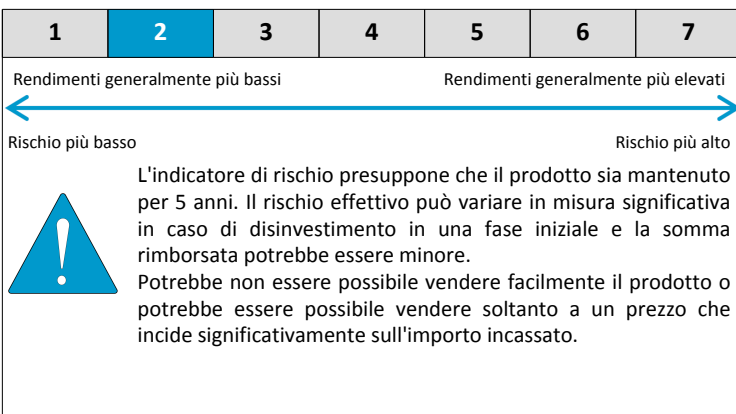 1 2 3 4 5 6 7
Rendimenti generalmente più bassi Rendimenti generalmente più elevati
Rischio più basso Rischio più alto
L'indicatore di rischio presuppone che il prodotto sia mantenuto
per 5 anni. Il rischio effettivo può variare in misura significativa
in caso di disinvestimento in una fase iniziale e la somma
rimborsata potrebbe essere minore.
Potrebbe non essere possibile vendere facilmente il prodotto o
potrebbe essere possibile vendere soltanto a un prezzo che
incide significativamente sull'importo incassato.